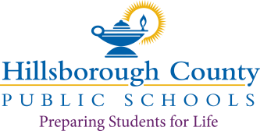 Hillsborough County
PUBLIC SCHOOLS
Preparing Students for Life